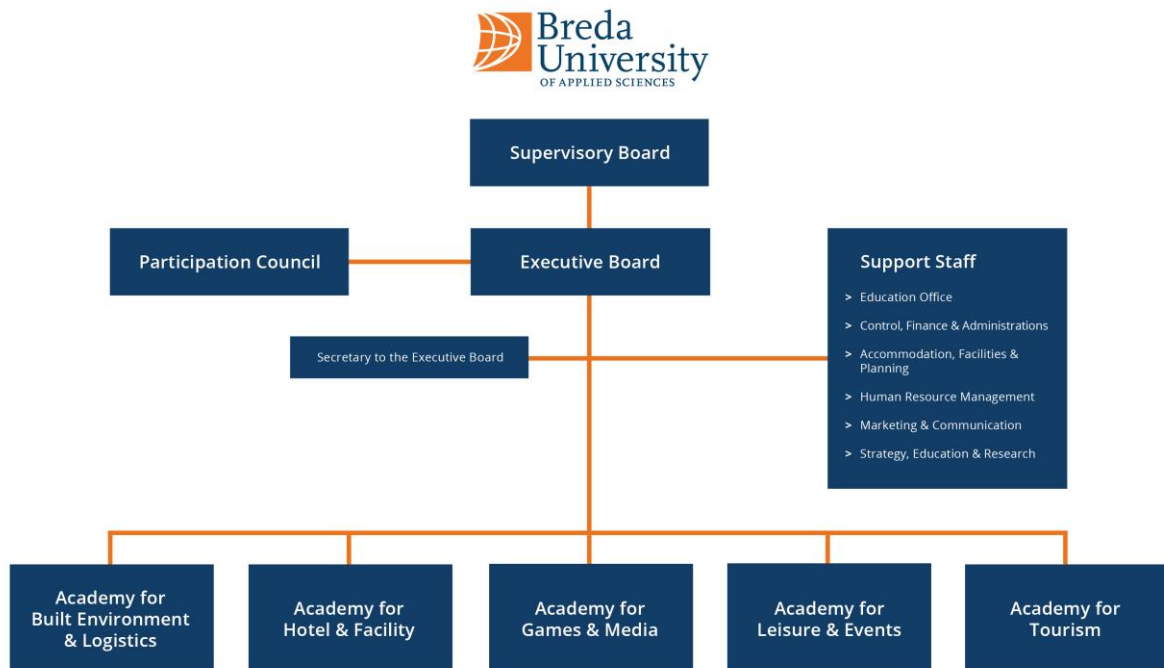 Breda
University
OF APPLIED SCIENCES
Supervisory Board
Participation Council
Executive Board
Support Staff
> Education Office
> Control, Finance & Administrations
> Accommodation, Facilities &
Planning
> Human Resource Management
> Marketing & Communication
> Strategy, Education & Research
Secretary to the Executive Board
Academy for
Built Environment
& Logistics
Academy for
Hotel & Facility
Academy for
Games & Media
Academy for
Leisure & Events
Academy for
Tourism